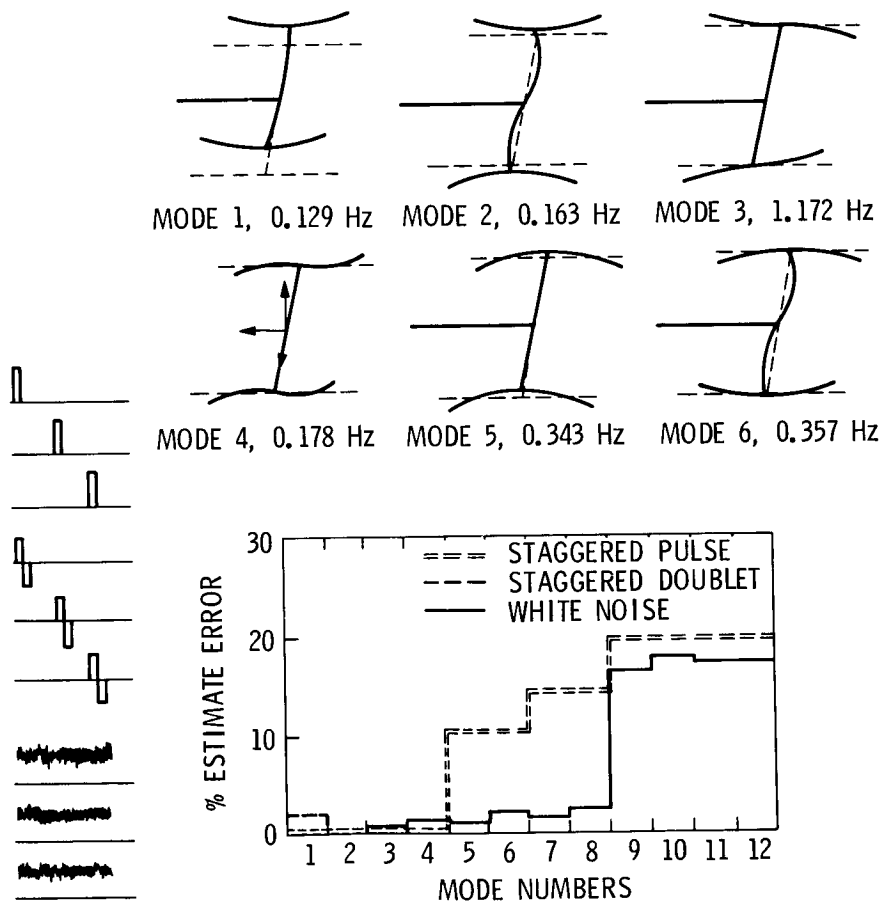 MODE 1, 0.129 Hz
MODE 2, 0.163 Hz
MODE 3, 1.172 Hz
MODE 4, 0.178 Hz
MODE 5, 0.343 Hz
MODE 6, 0.357 Hz
% ESTIMATE ERROR
30
20
10
0
STAGGERED PULSE
STAGGERED DOUBLET
WHITE NOISE
1 2 3 4 5 6 7 8 9 10 11 12
MODE NUMBERS